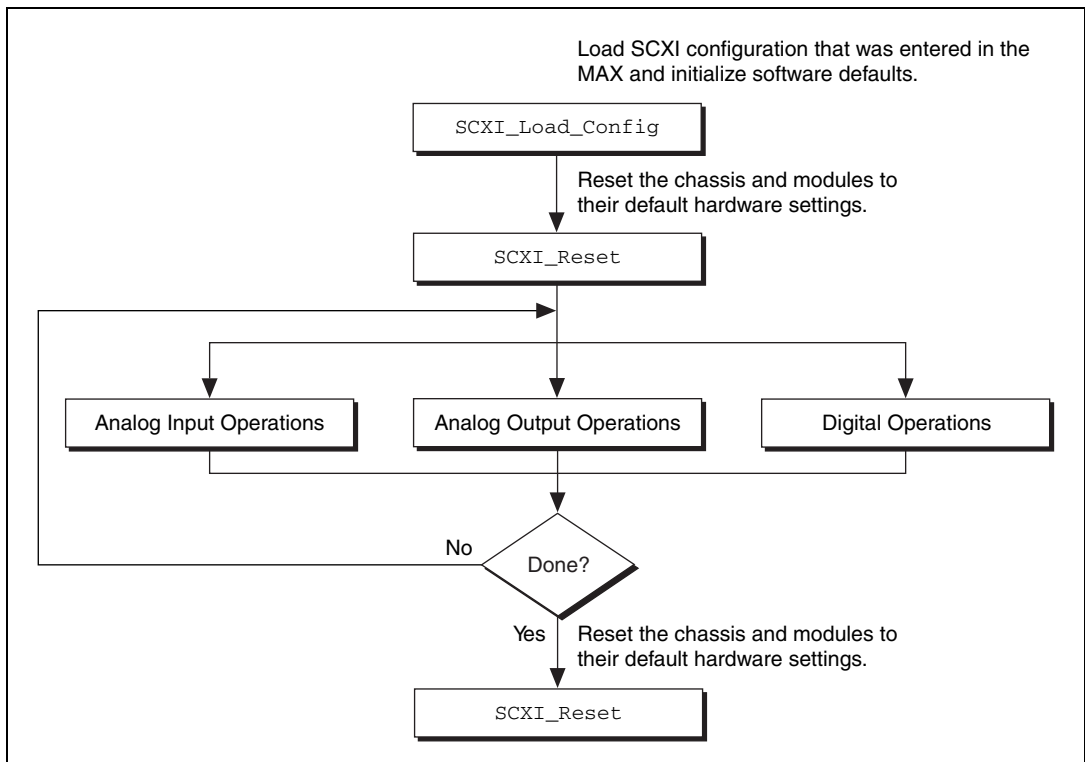 Load SCXI configuration that was entered in the
MAX and initialize software defaults.
SCXI_Load_Config
Reset the chassis and modules to
their default hardware settings.
SCXI_Reset
Analog Input Operations
Analog Output Operations
Digital Operations
No
Done?
Yes
Reset the chassis and modules to
their default hardware settings.
SCXI_Reset